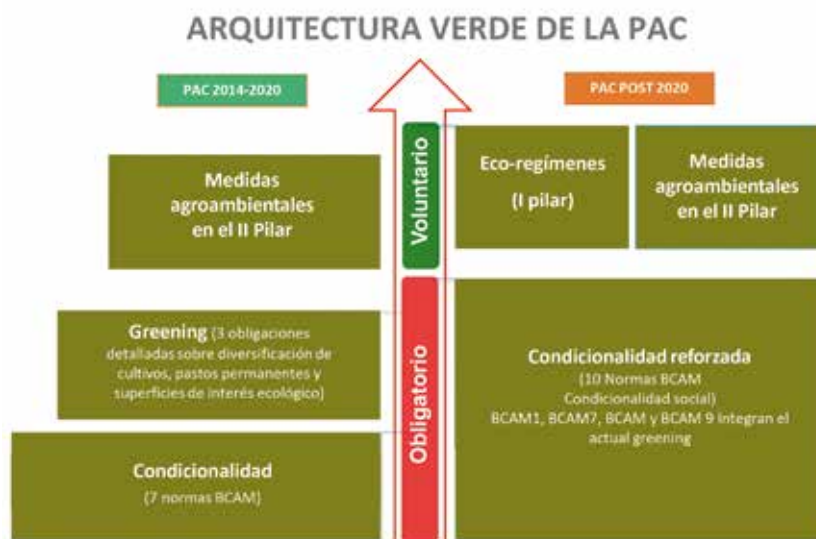 ARQUITECTURA VERDE DE LA PAC
PAC 2014-2020
PAC POST 2020
Medidas
agroambientales
en el II Pilar
Voluntario
Eco-regímenes
(I pilar)
Medidas
agroambientales
en el II Pilar
Greening (3 obligaciones
detalladas sobre diversificación de
cultivos, pastos permanentes y
superficies de interés ecológico)
Obligatorio
Condicionalidad reforzada
(10 Normas BCAM
Condicionalidad social)
BCAM1, BCAM7, BCAM y BCAM 9 Integran el
actual greening
Condicionalidad
(7 normas BCAM)